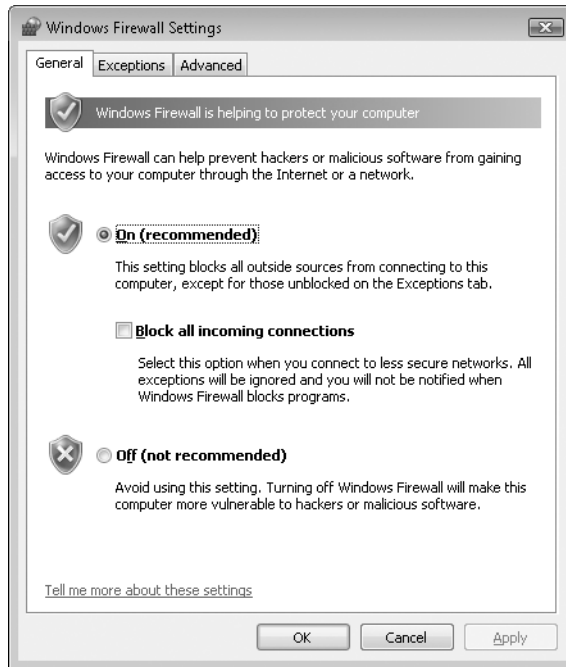 Windows Firewall Settings
General Exceptions Advanced
Windows Firewall is helping to protect your computer
Windows Firewall can help prevent hackers or malicious software from gaining
access to your computer through the Internet or a network.
On (recommended)
This setting blocks all outside sources from connecting to this
computer, except for those unblocked on the Exceptions tab.
Block all incoming connections
Select this option when you connect to less secure networks. All
exceptions will be ignored and you will not be notified when
Windows Firewall blocks programs.
Off (not recommended)
Avoid using this setting. Turning off Windows Firewall will make this
computer more vulnerable to hackers or malicious software.
Tell me more about these settings
OK Cancel Apply